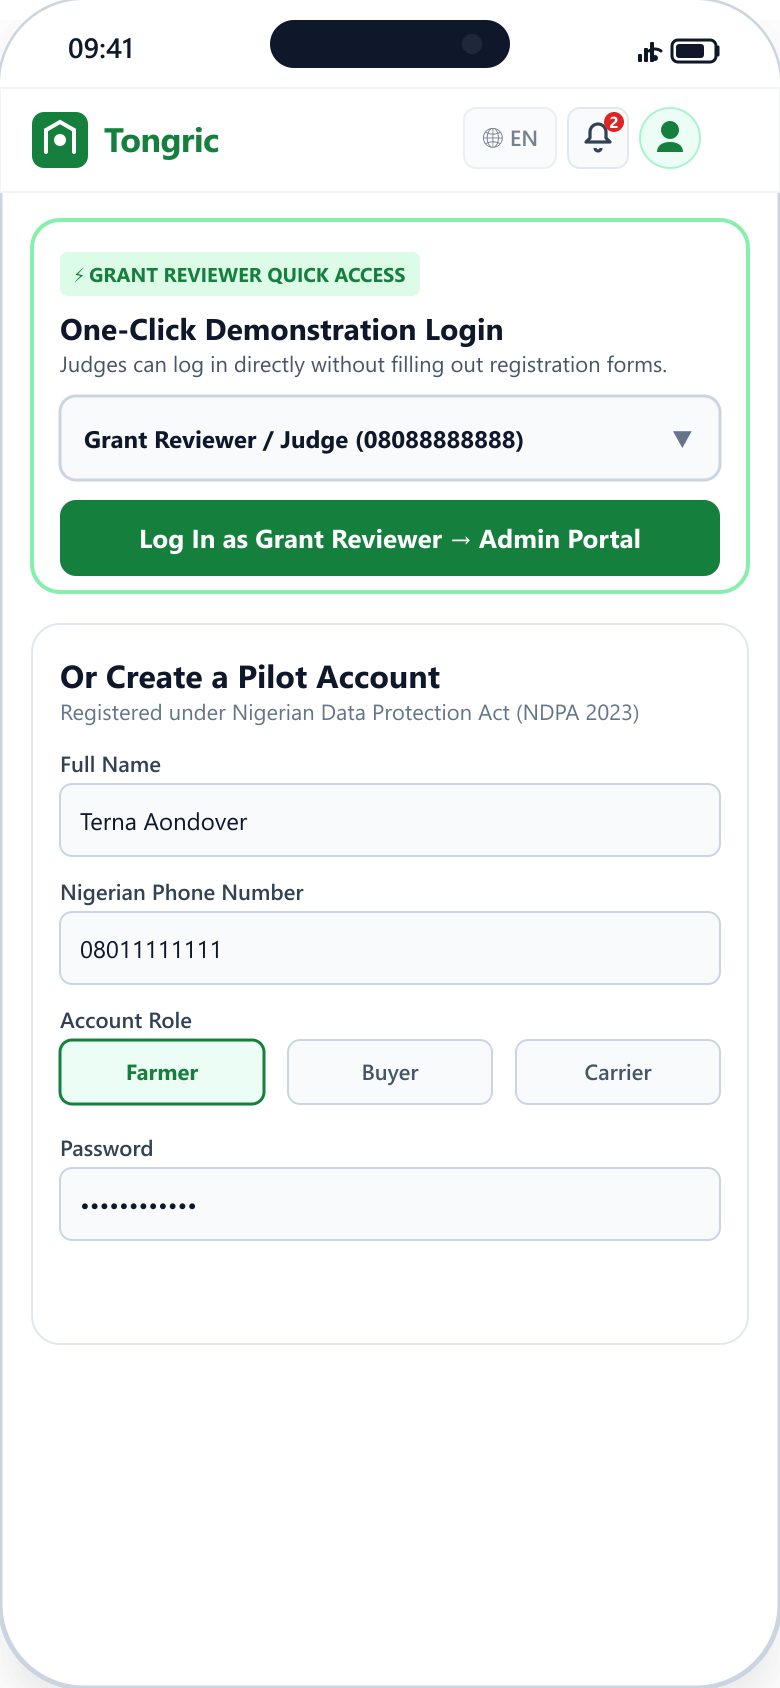 09:41
Tongric
EN
2
⚡ GRANT REVIEWER QUICK ACCESS
One-Click Demonstration Login
Judges can log in directly without filling out registration forms.
Grant Reviewer / Judge (08088888888) ▼
Log In as Grant Reviewer → Admin Portal
Or Create a Pilot Account
Registered under Nigerian Data Protection Act (NDPA 2023)
Full Name
Terna Aondover
Nigerian Phone Number
08011111111
Account Role
Farmer
Buyer
Carrier
Password
••••••••••••